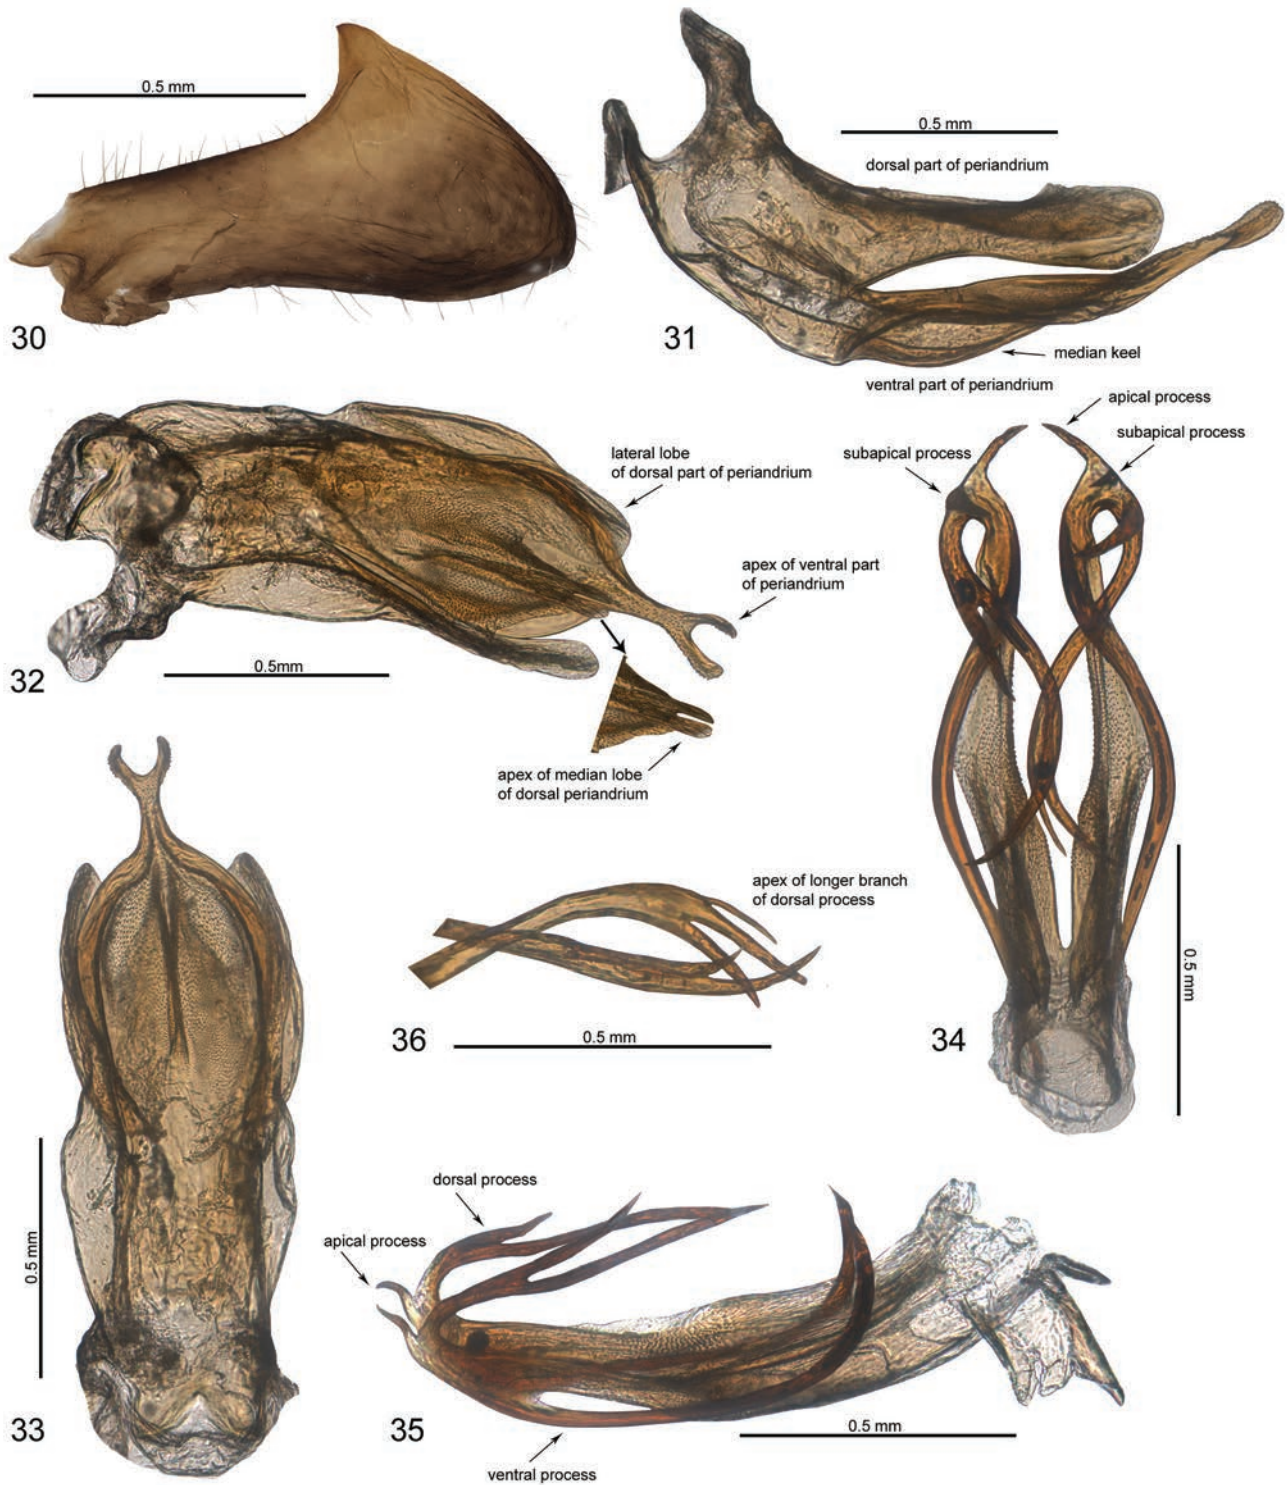 0.5 mm
30
0.5 mm
dorsal part of periandrium
31
median keel
ventral part of periandrium
lateral lobe
of dorsal part of periandrium
apex of ventral part
of periandrium
0.5mm
32
apex of median lobe
of dorsal periandrium
apical process
subapical process
subapical process
0.5 mm
34
0.5 mm
33
apex of longer branch
of dorsal process
36
0.5 mm
dorsal process
apical process
35
0.5 mm
ventral process